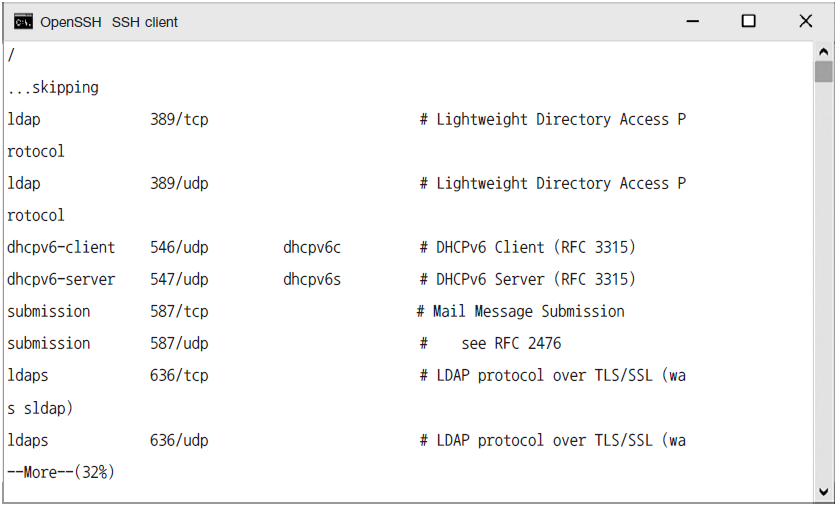 OpenSSH SSH client
/
...skipping
ldap 389/tcp # Lightweight Directory Access P
rotocol
ldap 389/udp # Lightweight Directory Access P
rotocol
dhcpv6-client 546/udp dhcpv6c # DHCPv6 Client (RFC 3315)
dhcpv6-server 547/udp dhcpv6s # DHCPv6 Server (RFC 3315)
submission 587/tcp # Mail Message Submission
submission 587/udp # see RFC 2476
ldaps 636/tcp # LDAP protocol over TLS/SSL (wa
s sldap)
ldaps 636/udp # LDAP protocol over TLS/SSL (wa
--More--(32%)